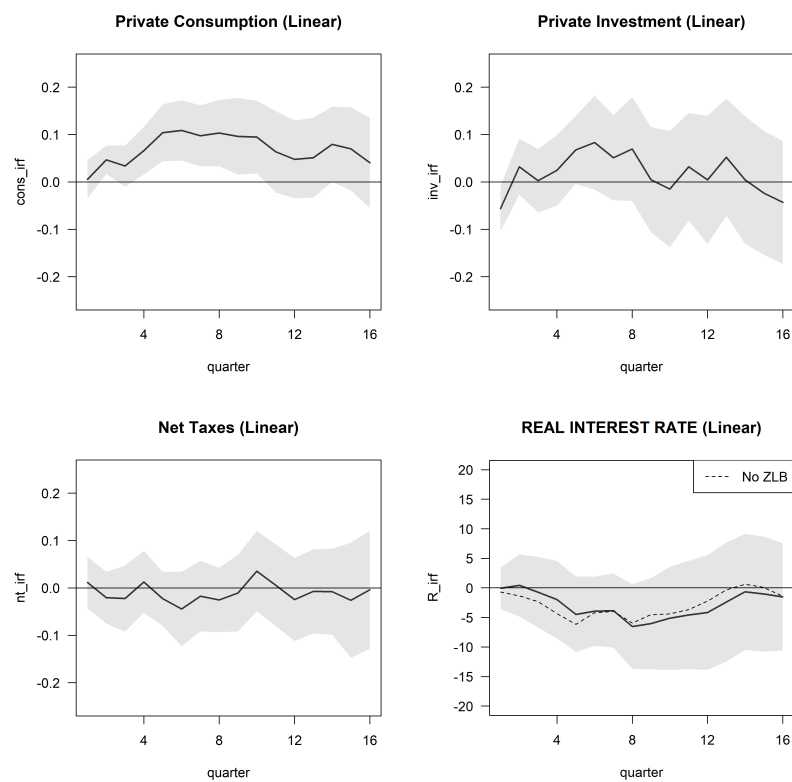 Private Consumption (Linear)
cons_irf
0.2
0.1
0.0
-0.1
-0.2
4 8 12 16
quarter
Private Investment (Linear)
inv_irf
0.2
0.1
0.0
-0.1
-0.2
4 8 12 16
quarter
Net Taxes (Linear)
nt_irf
0.2
0.1
0.0
-0.1
-0.2
4 8 12 16
quarter
REAL INTEREST RATE (Linear)
R_irf
20
15
10
5
0
-5
-10
-15
-20
No ZLB
4 8 12 16
quarter